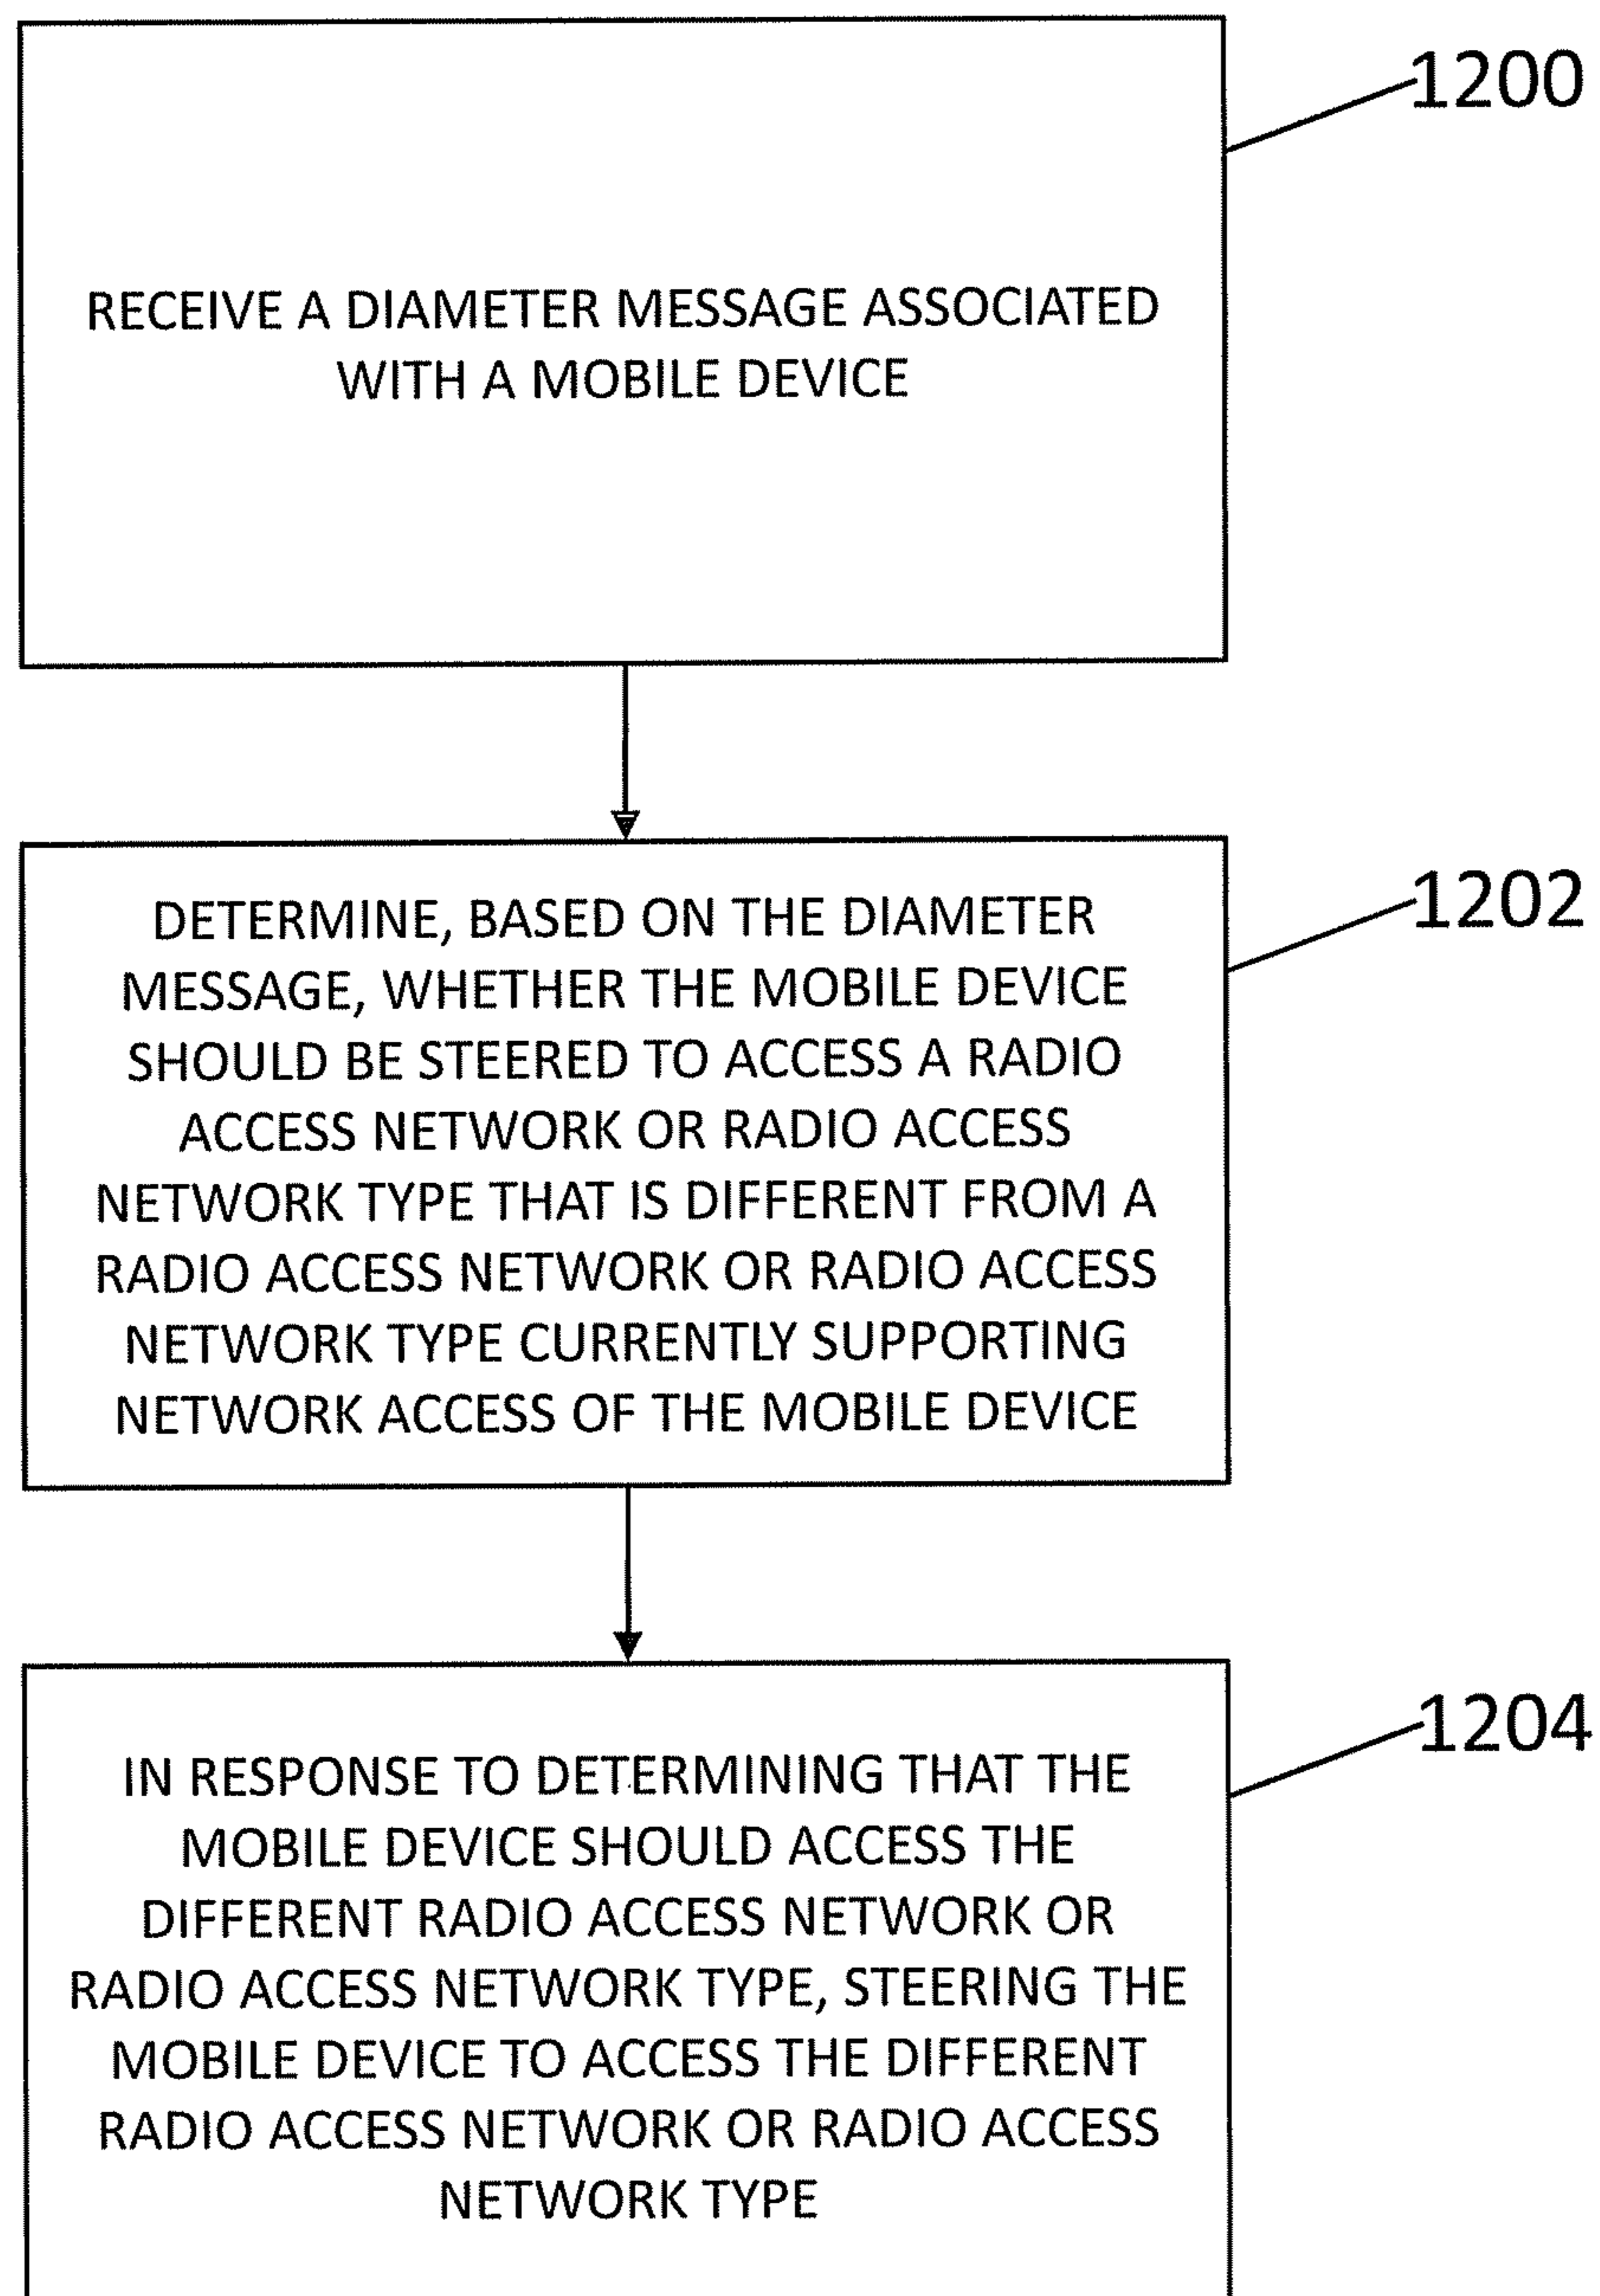 1200
RECEIVE A DIAMETER MESSAGE ASSOCIATED
WITH A MOBILE DEVICE
1202
DETERMINE, BASED ON THE DIAMETER
MESSAGE, WHETHER THE MOBILE DEVICE
SHOULD BE STEERED TO ACCESS A RADIO
ACCESS NETWORK OR RADIO ACCESS
NETWORK TYPE THAT IS DIFFERENT FROM A
RADIO ACCESS NETWORK OR RADIO ACCESS
NETWORK TYPE CURRENTLY SUPPORTING
NETWORK ACCESS OF THE MOBILE DEVICE
1204
IN RESPONSE TO DETERMINING THAT THE
MOBILE DEVICE SHOULD ACCESS THE
DIFFERENT RADIO ACCESS NETWORK OR
RADIO ACCESS NETWORK TYPE, STEERING THE
MOBILE DEVICE TO ACCESS THE DIFFERENT
RADIO ACCESS NETWORK OR RADIO ACCESS
NETWORK TYPE